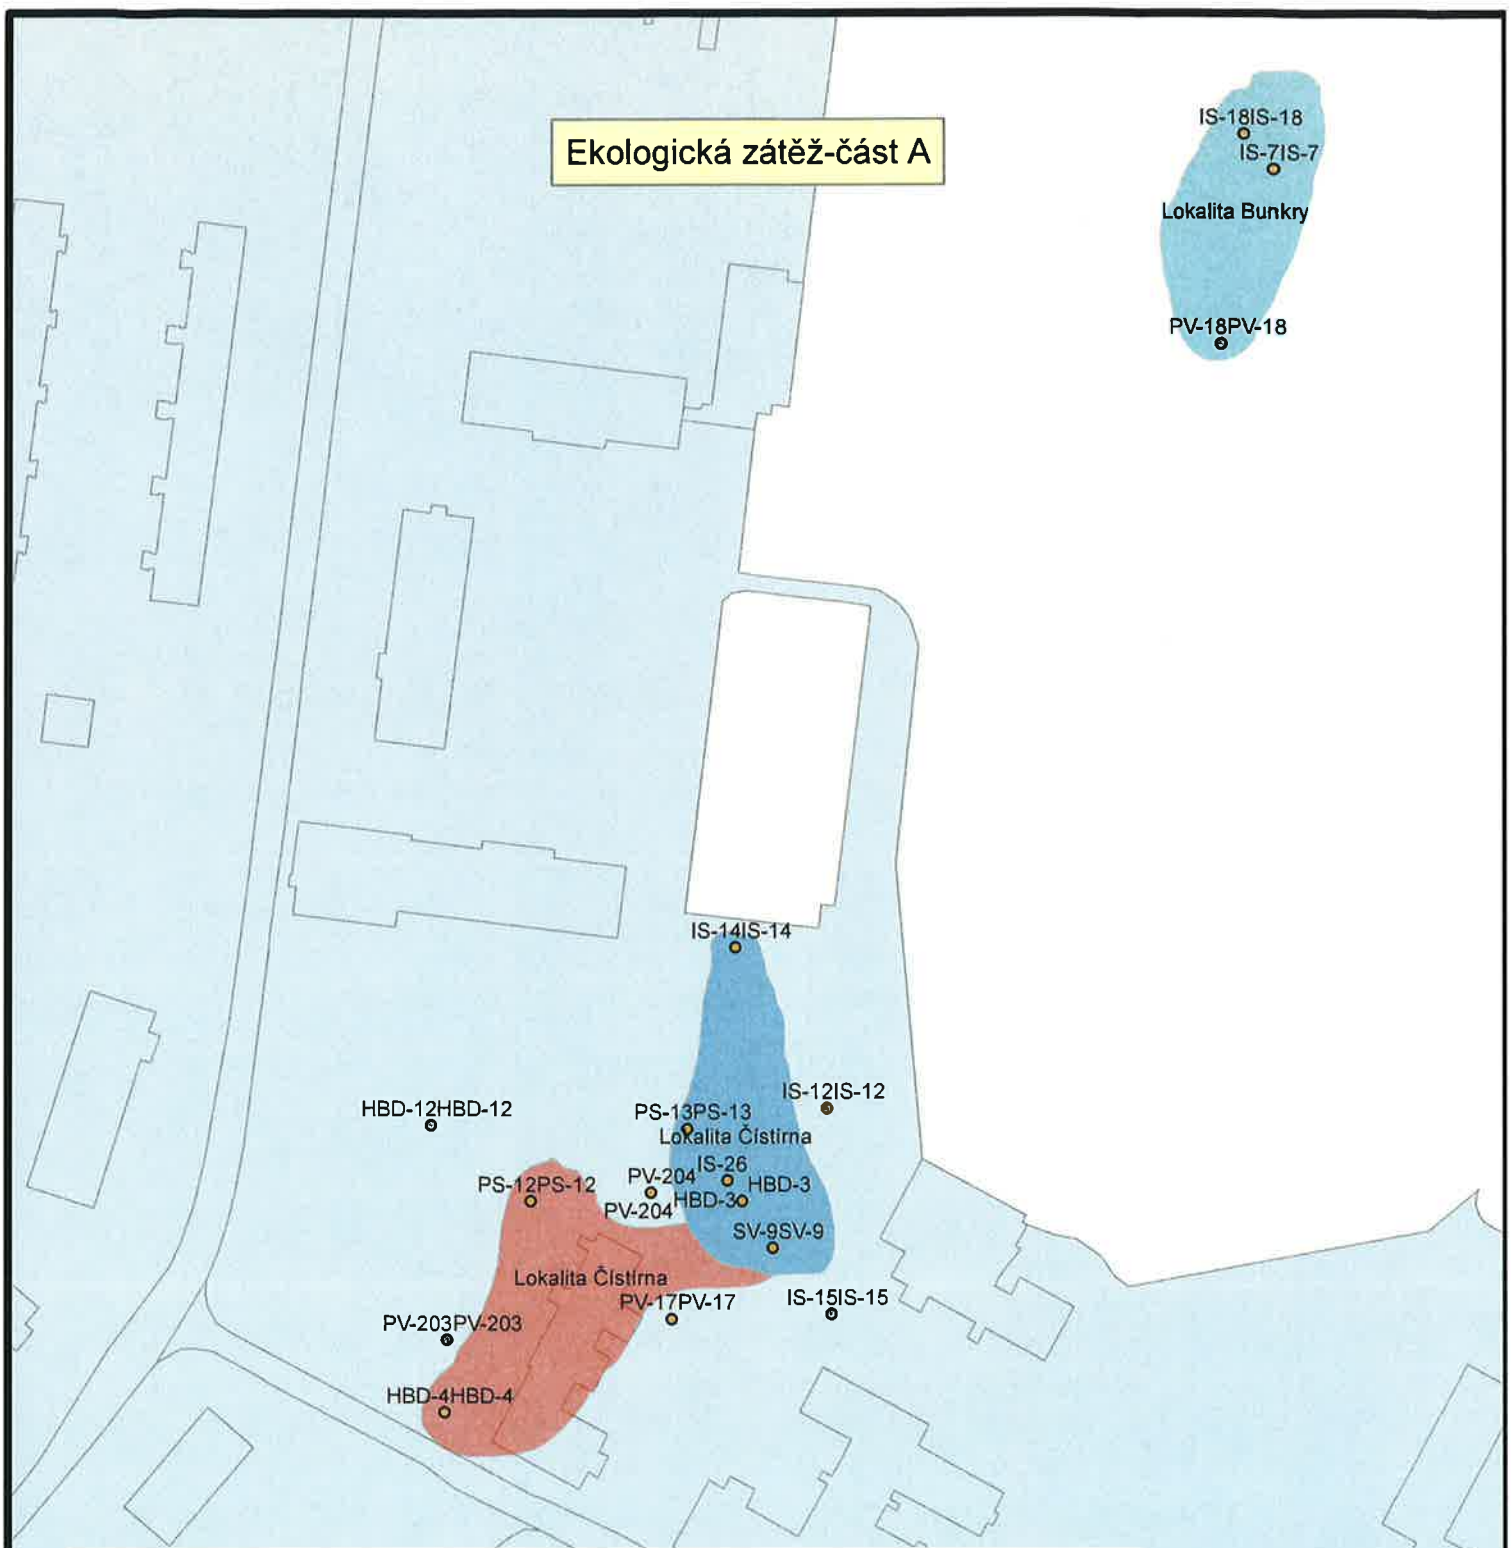 Ekologická zátěž-část A
IS-18IS-18
IS-7IS-7
Lokalita Bunkry
PV-18PV-18
IS-14IS-14
IS-12IS-12
HBD-12HBD-12
PS-13PS-13
Lokalita Čistírna
IS-26
PV-204
PS-12PS-12
HBD-3
HBD-3
PV-204
SV-9SV-9
Lokalita Čistírna
IS-15IS-15
PV-17PV-17
PV-203PV-203
HBD-4HBD-4